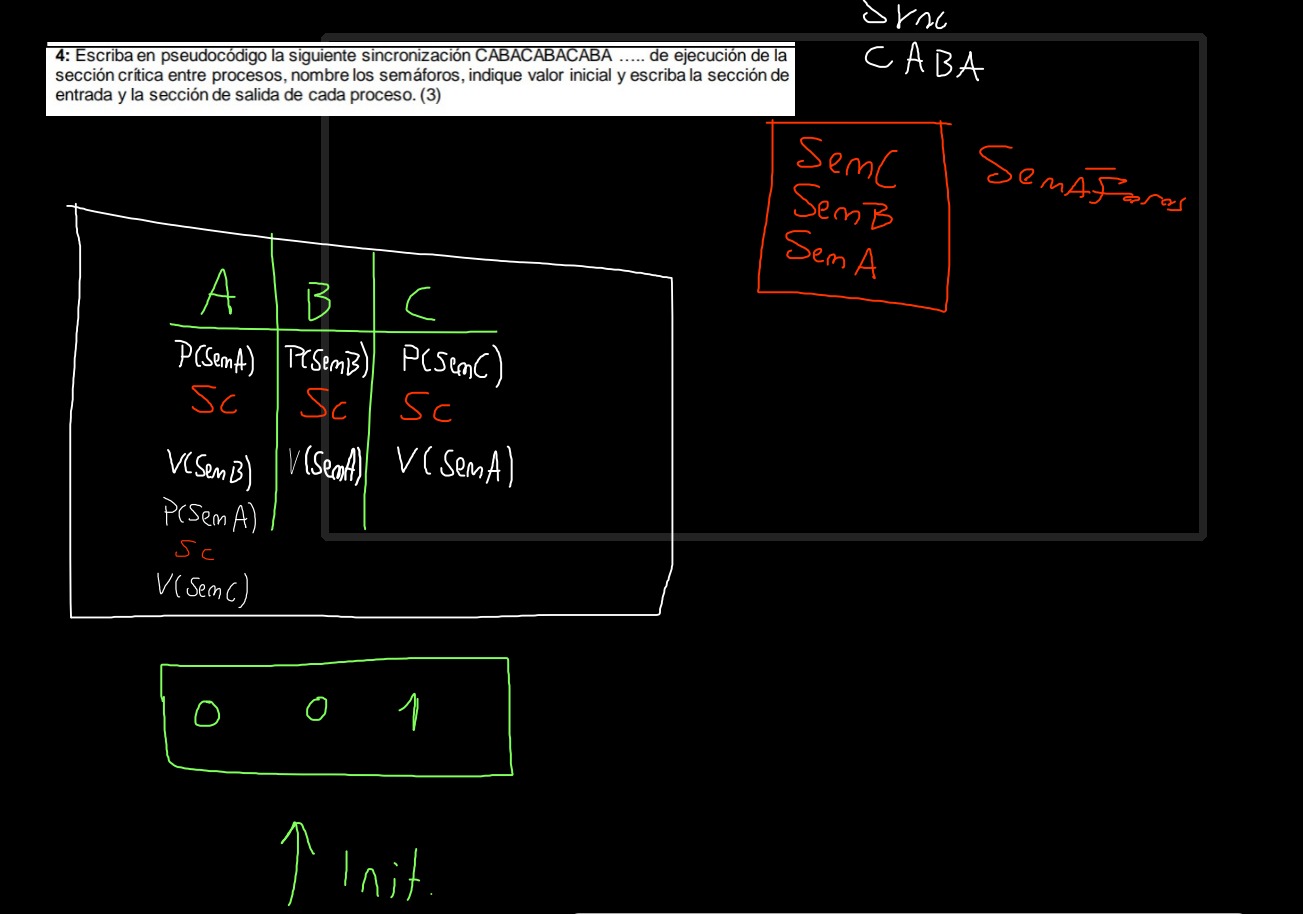 Sync
CABA
4: Escriba en pseudocódigo la siguiente sincronización CABACABACABA ….. de ejecución de la
sección crítica entre procesos, nombre los semáforos, indique valor inicial y escriba la sección de
entrada y la sección de salida de cada proceso. (3)
SemC
SemB
SemA
SemAForos
A B C
P(SemA) P(SemB) P(SemC)
Sc Sc Sc
V(SemB) V(SemA) V(SemA)
P(SemA)
Sc
V(SemC)
0 0 1
Init.